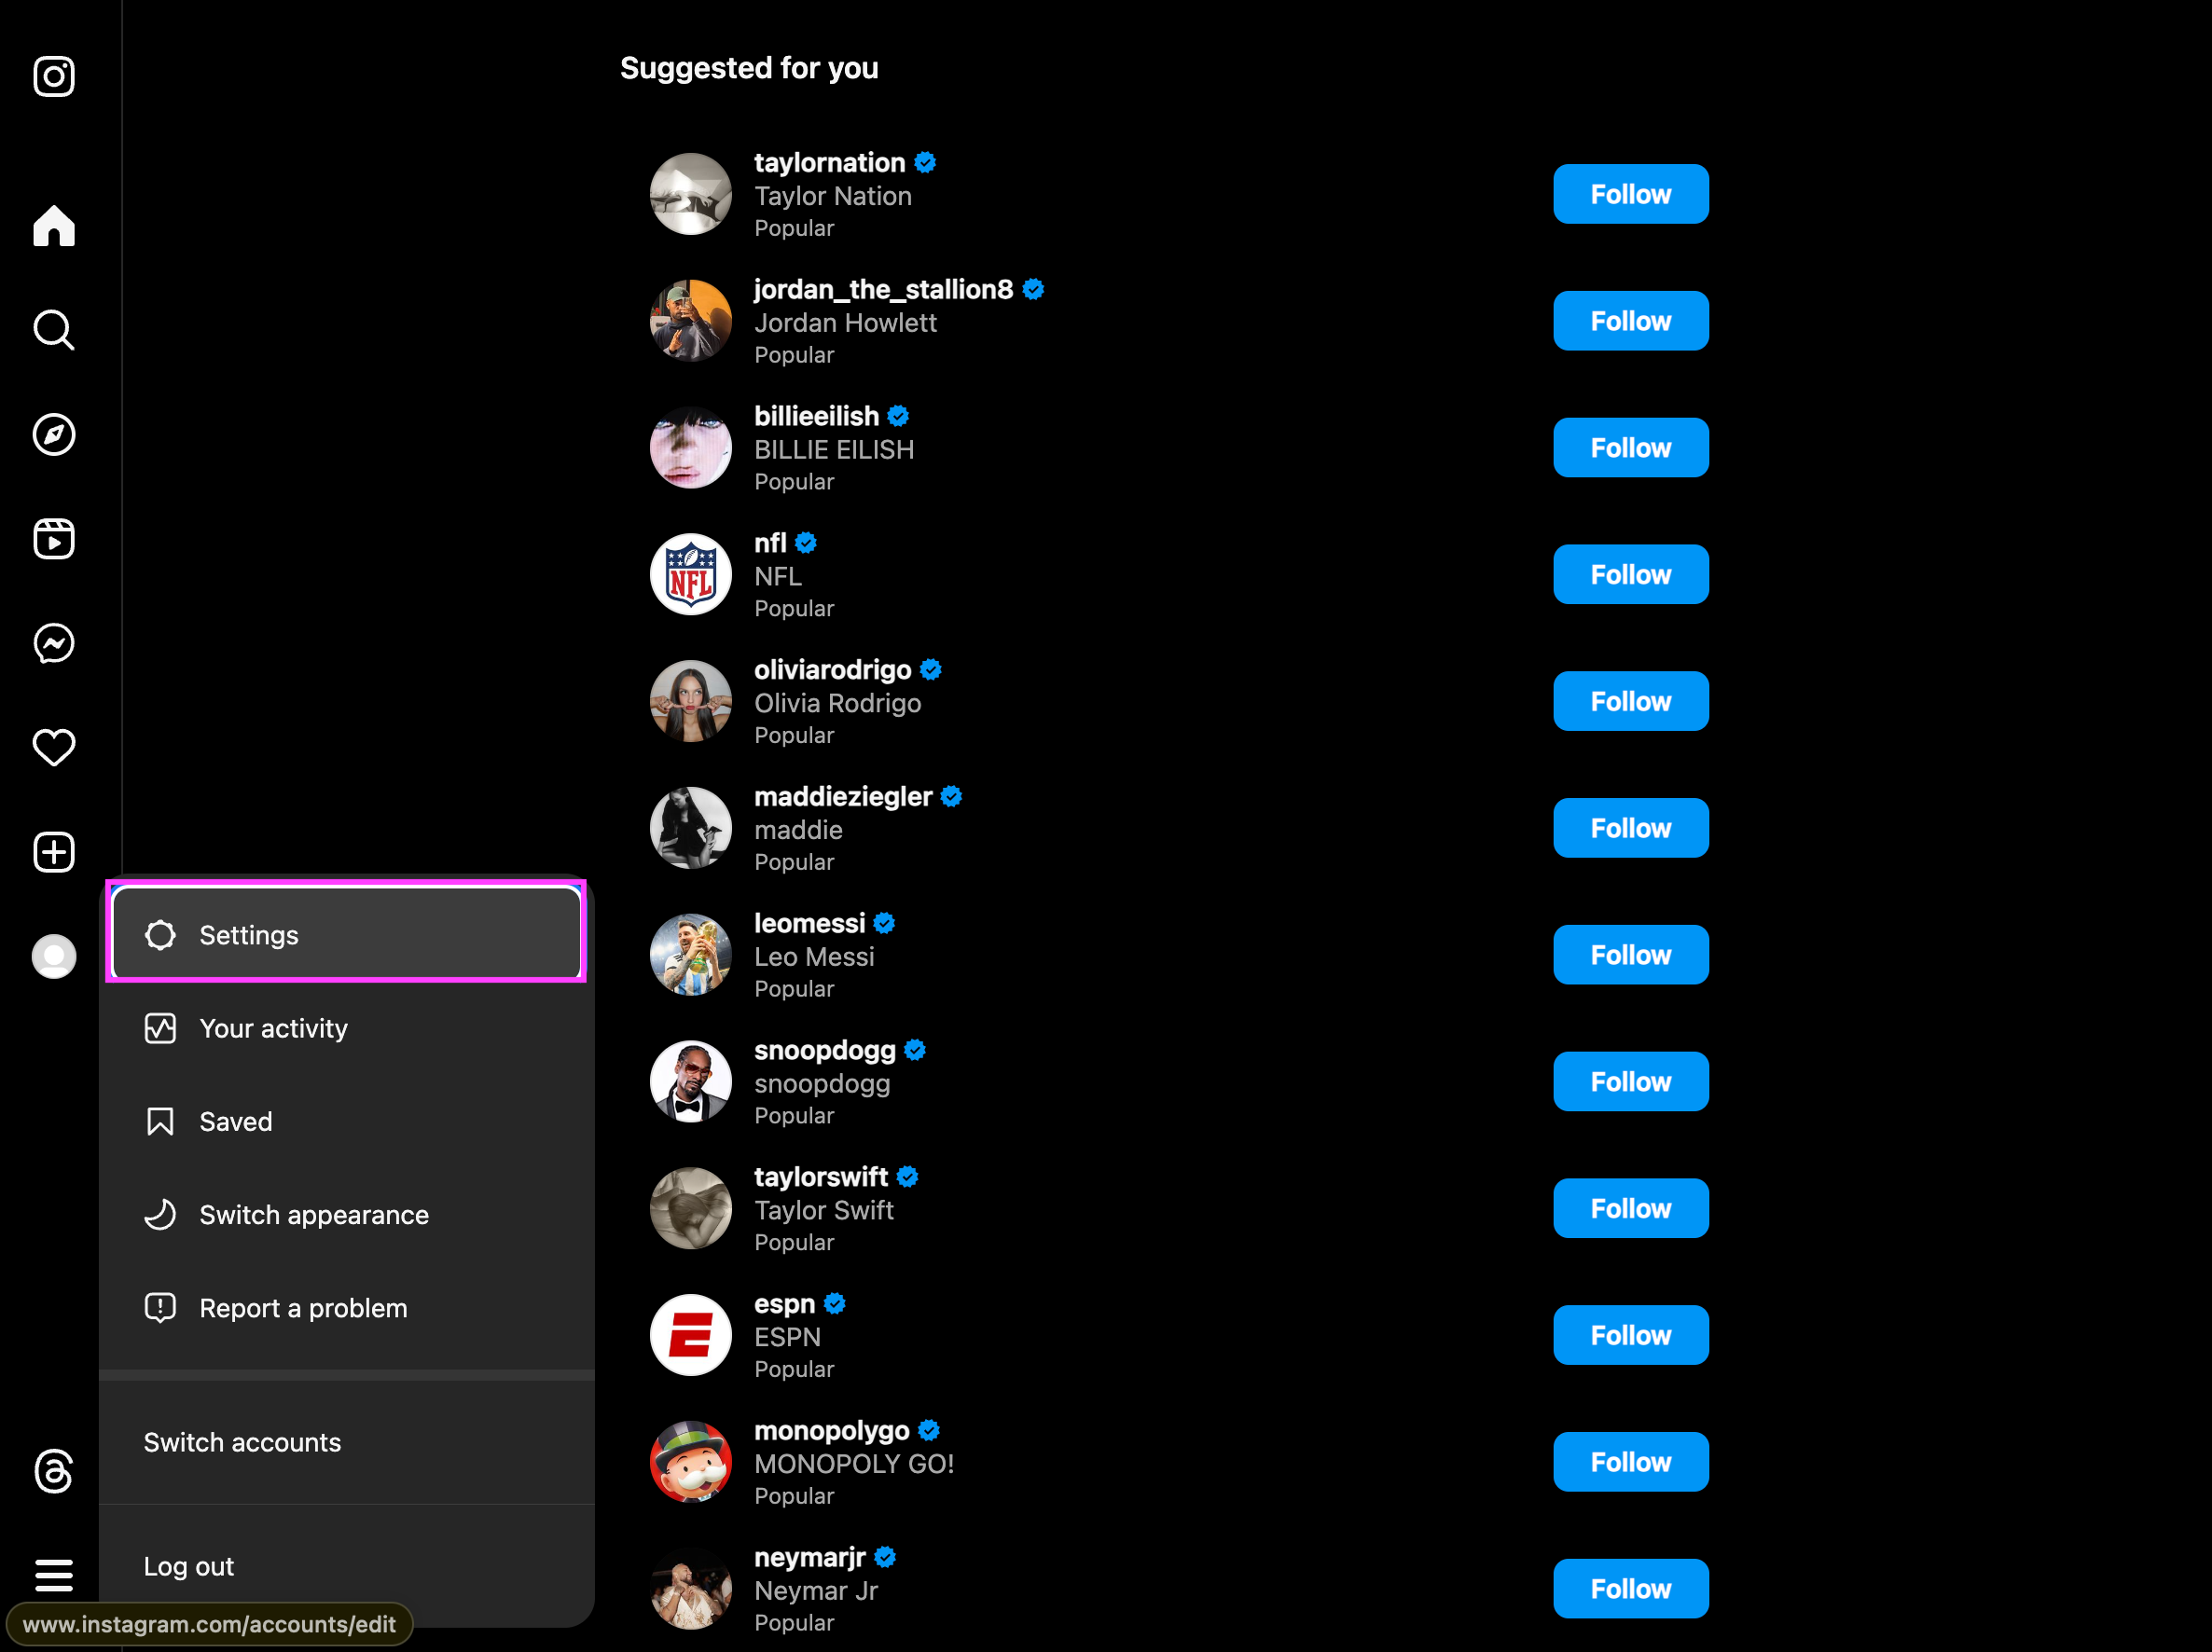 Suggested for you
taylornation
Taylor Nation
Popular
Follow
jordan_the_stallion8
Jordan Howlett
Popular
Follow
billieeilish
BILLIE EILISH
Popular
Follow
nfl
NFL
NFL
Popular
Follow
oliviarodrigo
Olivia Rodrigo
Popular
Follow
maddieziegler
maddie
Popular
Follow
leomessi
Leo Messi
Popular
Follow
snoopdogg
snoopdogg
Popular
Follow
taylorswift
Taylor Swift
Popular
Follow
espn
ESPN
Popular
Follow
monopolygo
MONOPOLY GO!
Popular
Follow
neymarjr
Neymar Jr
Popular
Follow
Settings
Your activity
Saved
Switch appearance
Report a problem
Switch accounts
Log out
www.instagram.com/accounts/edit